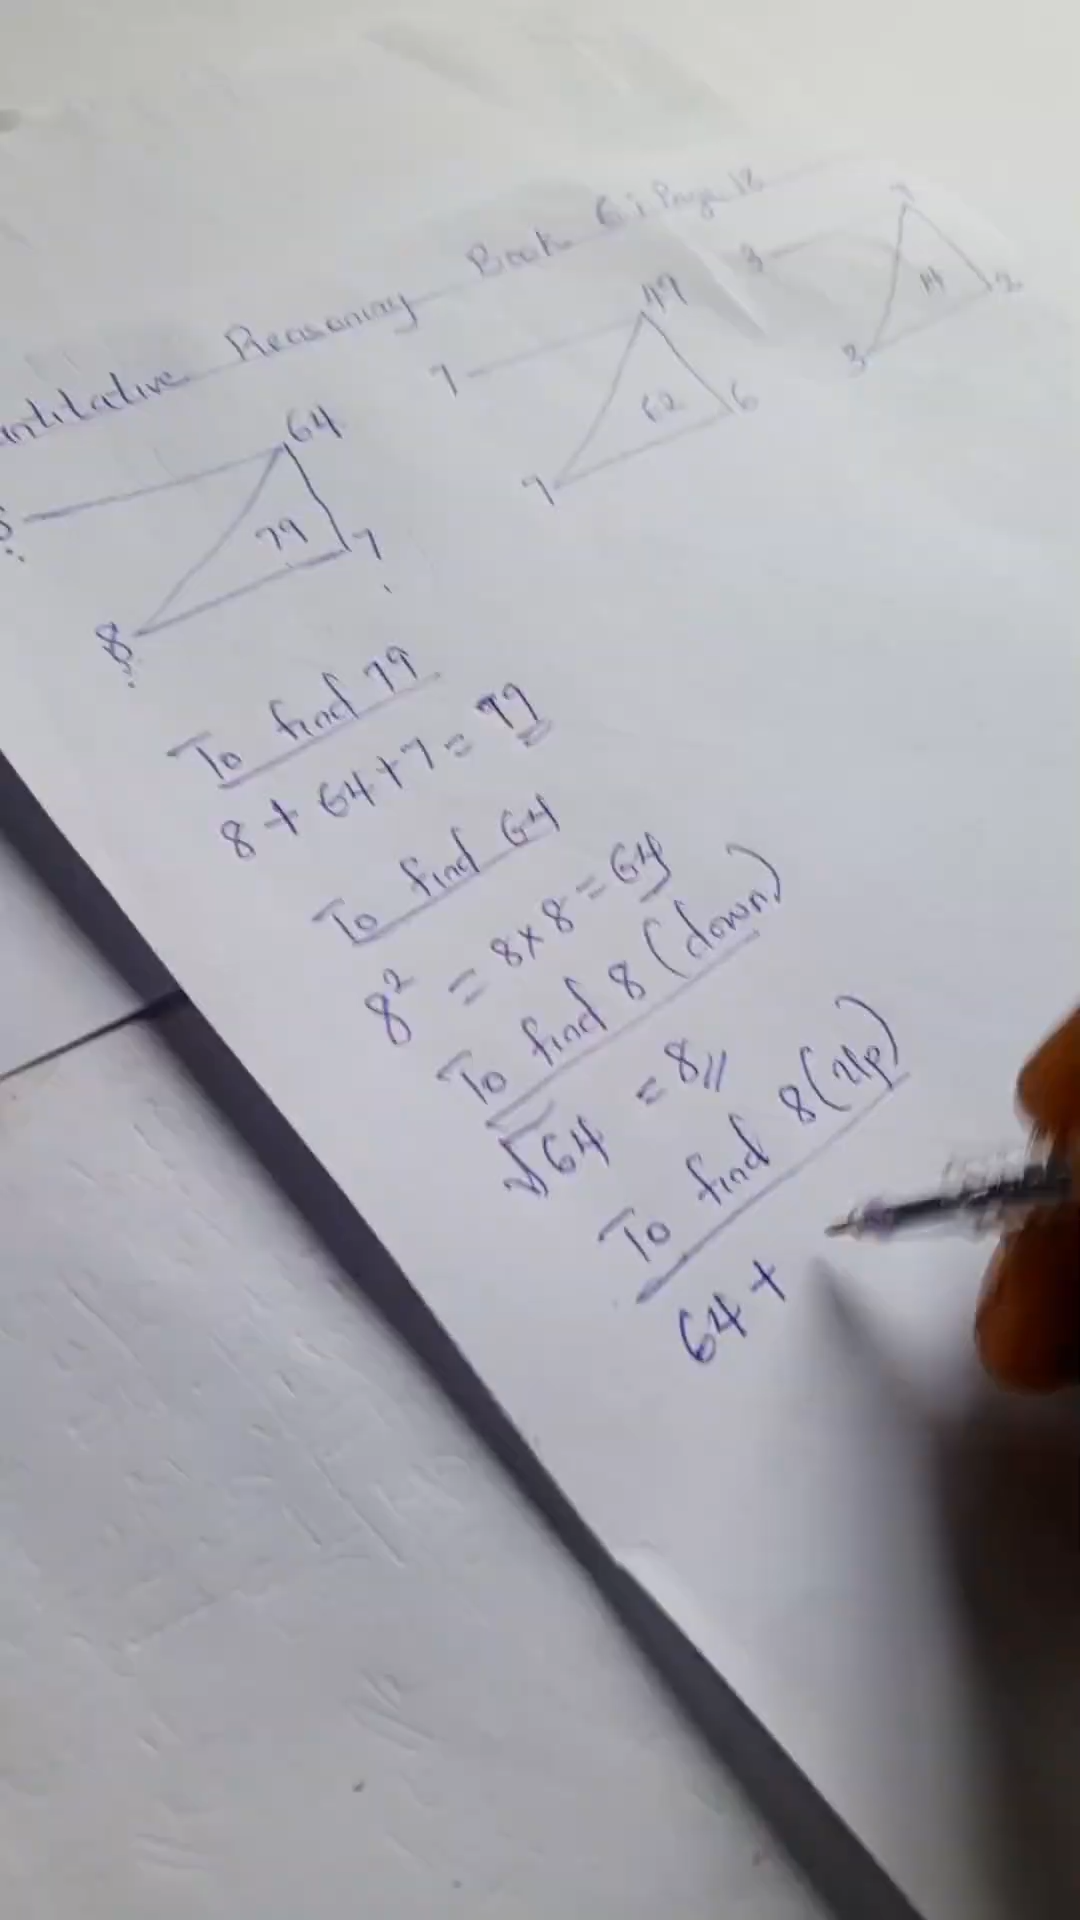 Quantitative Reasoning Book 6; Page 18
64
79
7
8
7
49
62
6
7
3
14
2
3
To find 79
8 + 64 + 7 = 79
To find 64
8² = 8 × 8 = 64
To find 8 (down)
√64 = 8
To find 8 (up)
64 +